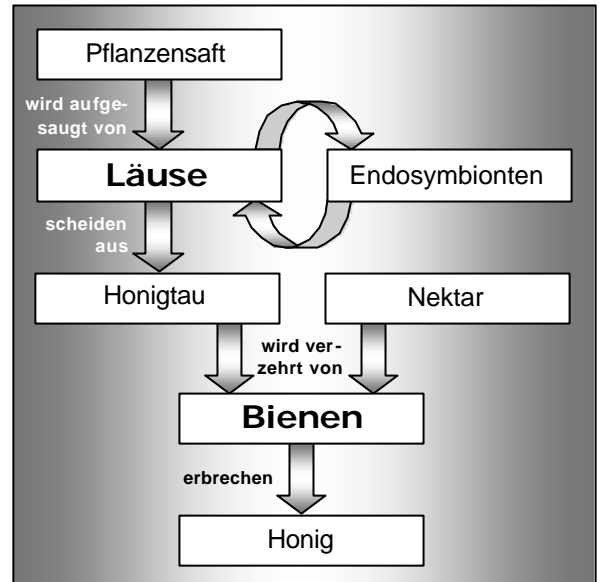 Pflanzensaft
wird aufge-
saugt von
Läuse
Endosymbionten
scheiden
aus
Honigtau
Nektar
wird ver-
zehrt von
Bienen
erbrechen
Honig